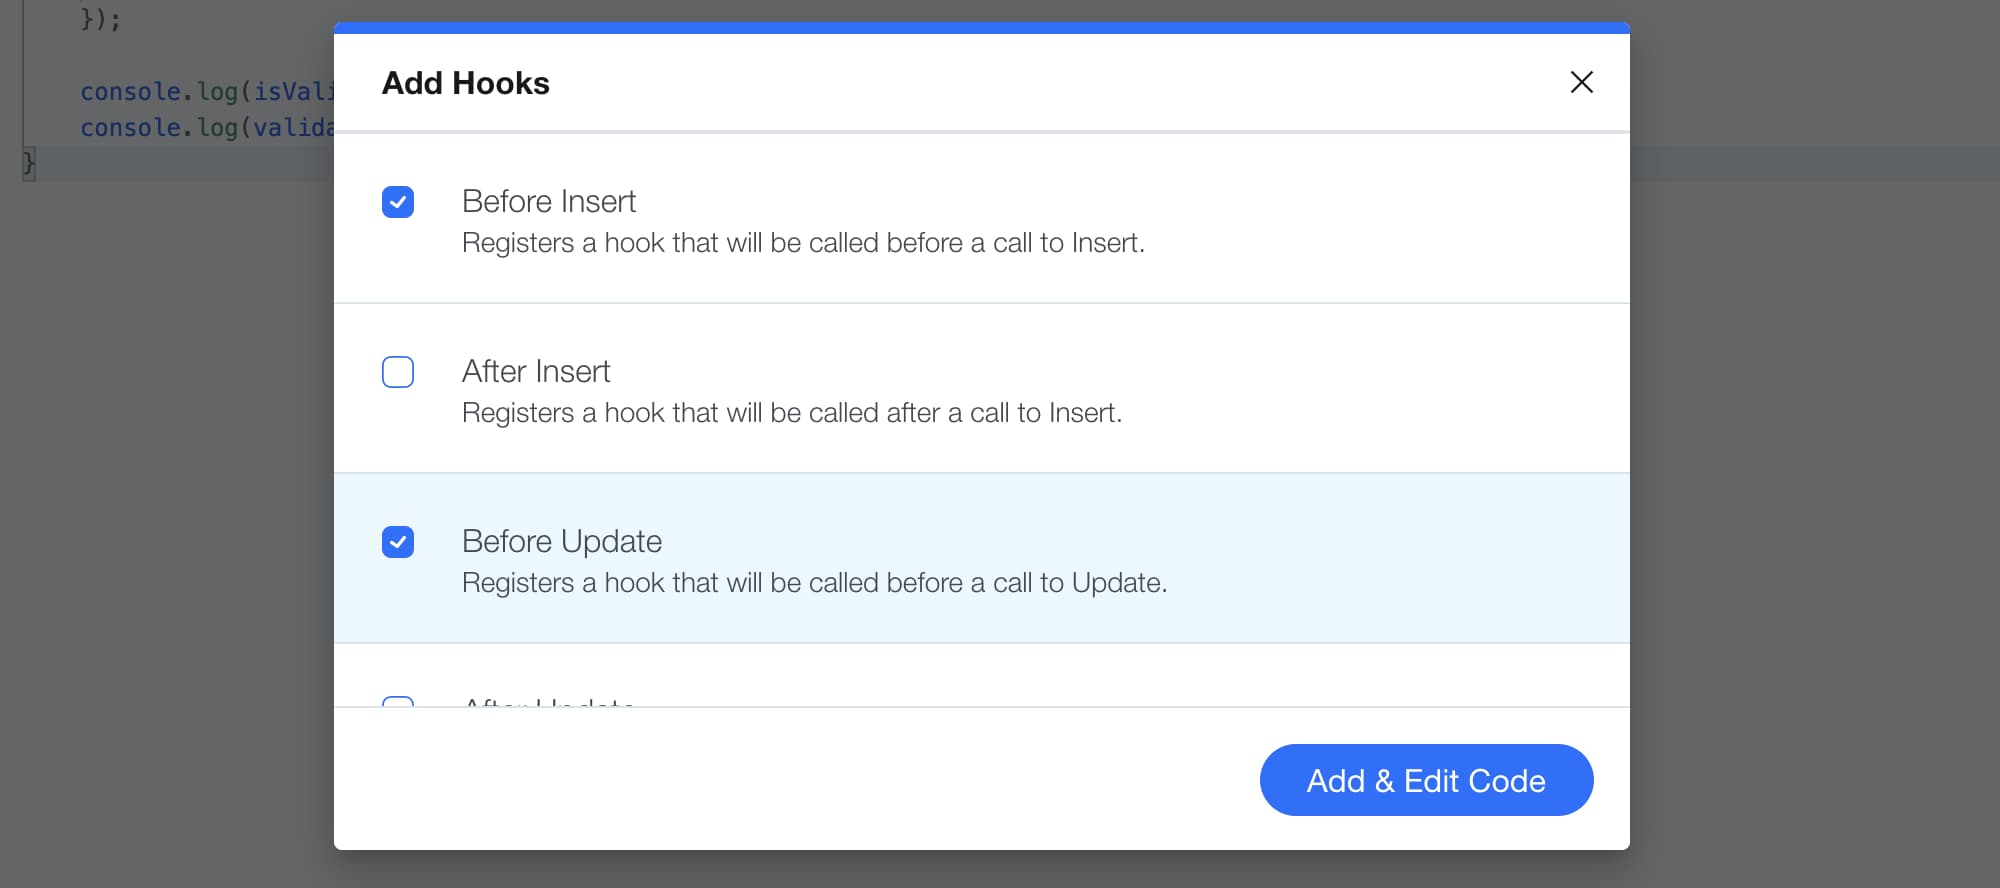 });
console.log(isVali
console.log(valida
}
Add Hooks
Before Insert
Registers a hook that will be called before a call to Insert.
After Insert
Registers a hook that will be called after a call to Insert.
Before Update
Registers a hook that will be called before a call to Update.
After Update
Add & Edit Code